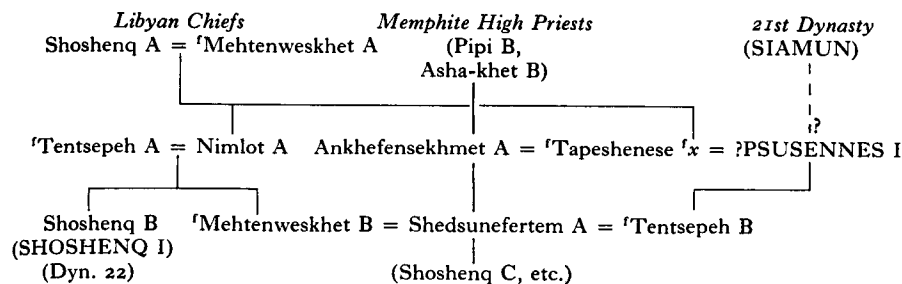 Libyan Chiefs Memphite High Priests 21st Dynasty
Shoshenq A = ᶠMehtenweskhet A (Pipi B, (SIAMUN)
Asha-khet B)
?
ᶠTentsepeh A = Nimlot A Ankhefensekhmet A = ᶠTapeshenese ᶠx = ?PSUSENNES I
Shoshenq B ᶠMehtenweskhet B = Shedsunefertem A = ᶠTentsepeh B
(SHOSHENQ I)
(Dyn. 22) (Shoshenq C, etc.)